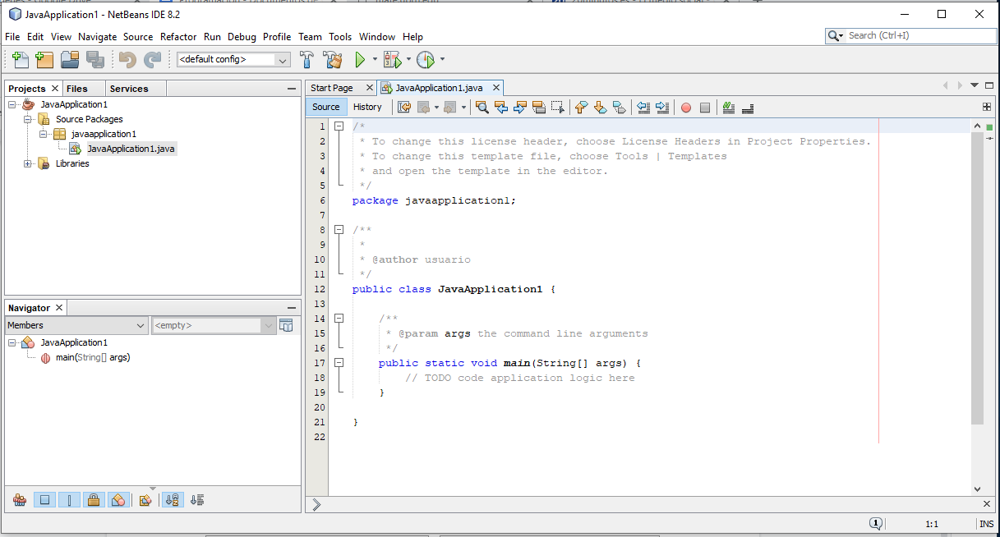 JavaApplication1 - NetBeans IDE 8.2
File Edit View Navigate Source Refactor Run Debug Profile Team Tools Window Help
Search (Ctrl+I)
<default config>
Projects Files Services
JavaApplication1
Source Packages
javaapplication1
JavaApplication1.java
Libraries
Navigator
Members <empty>
JavaApplication1
main(String[] args)
Start Page JavaApplication1.java
Source History
1 /*
2 * To change this license header, choose License Headers in Project Properties.
3 * To change this template file, choose Tools | Templates
4 * and open the template in the editor.
5 */
6 package javaapplication1;
7
8 /**
9 *
10 * @author usuario
11 */
12 public class JavaApplication1 {
13
14 /**
15 * @param args the command line arguments
16 */
17 public static void main(String[] args) {
18 // TODO code application logic here
19 }
20
21 }
22
1 1:1 INS